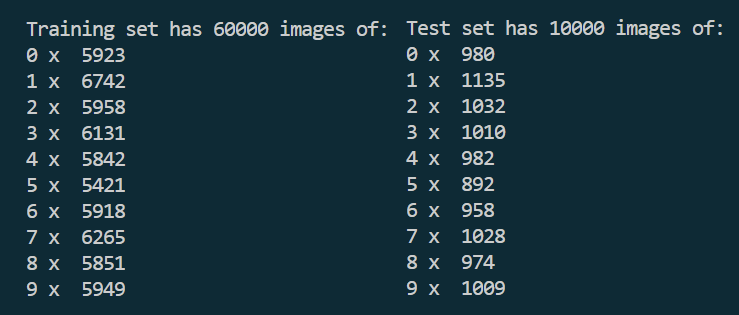 Training set has 60000 images of:
0 x 5923
1 x 6742
2 x 5958
3 x 6131
4 x 5842
5 x 5421
6 x 5918
7 x 6265
8 x 5851
9 x 5949
Test set has 10000 images of:
0 x 980
1 x 1135
2 x 1032
3 x 1010
4 x 982
5 x 892
6 x 958
7 x 1028
8 x 974
9 x 1009